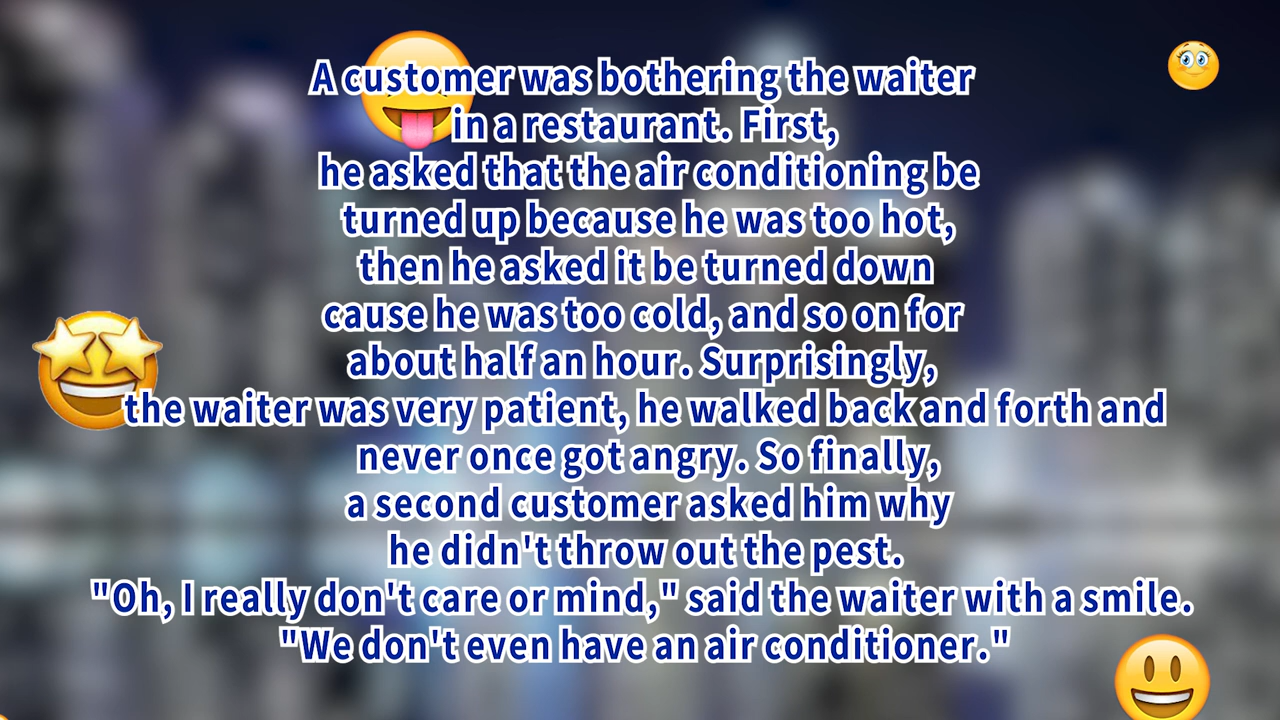 A customer was bothering the waiter
in a restaurant. First,
he asked that the air conditioning be
turned up because he was too hot,
then he asked it be turned down
cause he was too cold, and so on for
about half an hour. Surprisingly,
the waiter was very patient, he walked back and forth and
never once got angry. So finally,
a second customer asked him why
he didn't throw out the pest.
"Oh, I really don't care or mind," said the waiter with a smile.
"We don't even have an air conditioner."